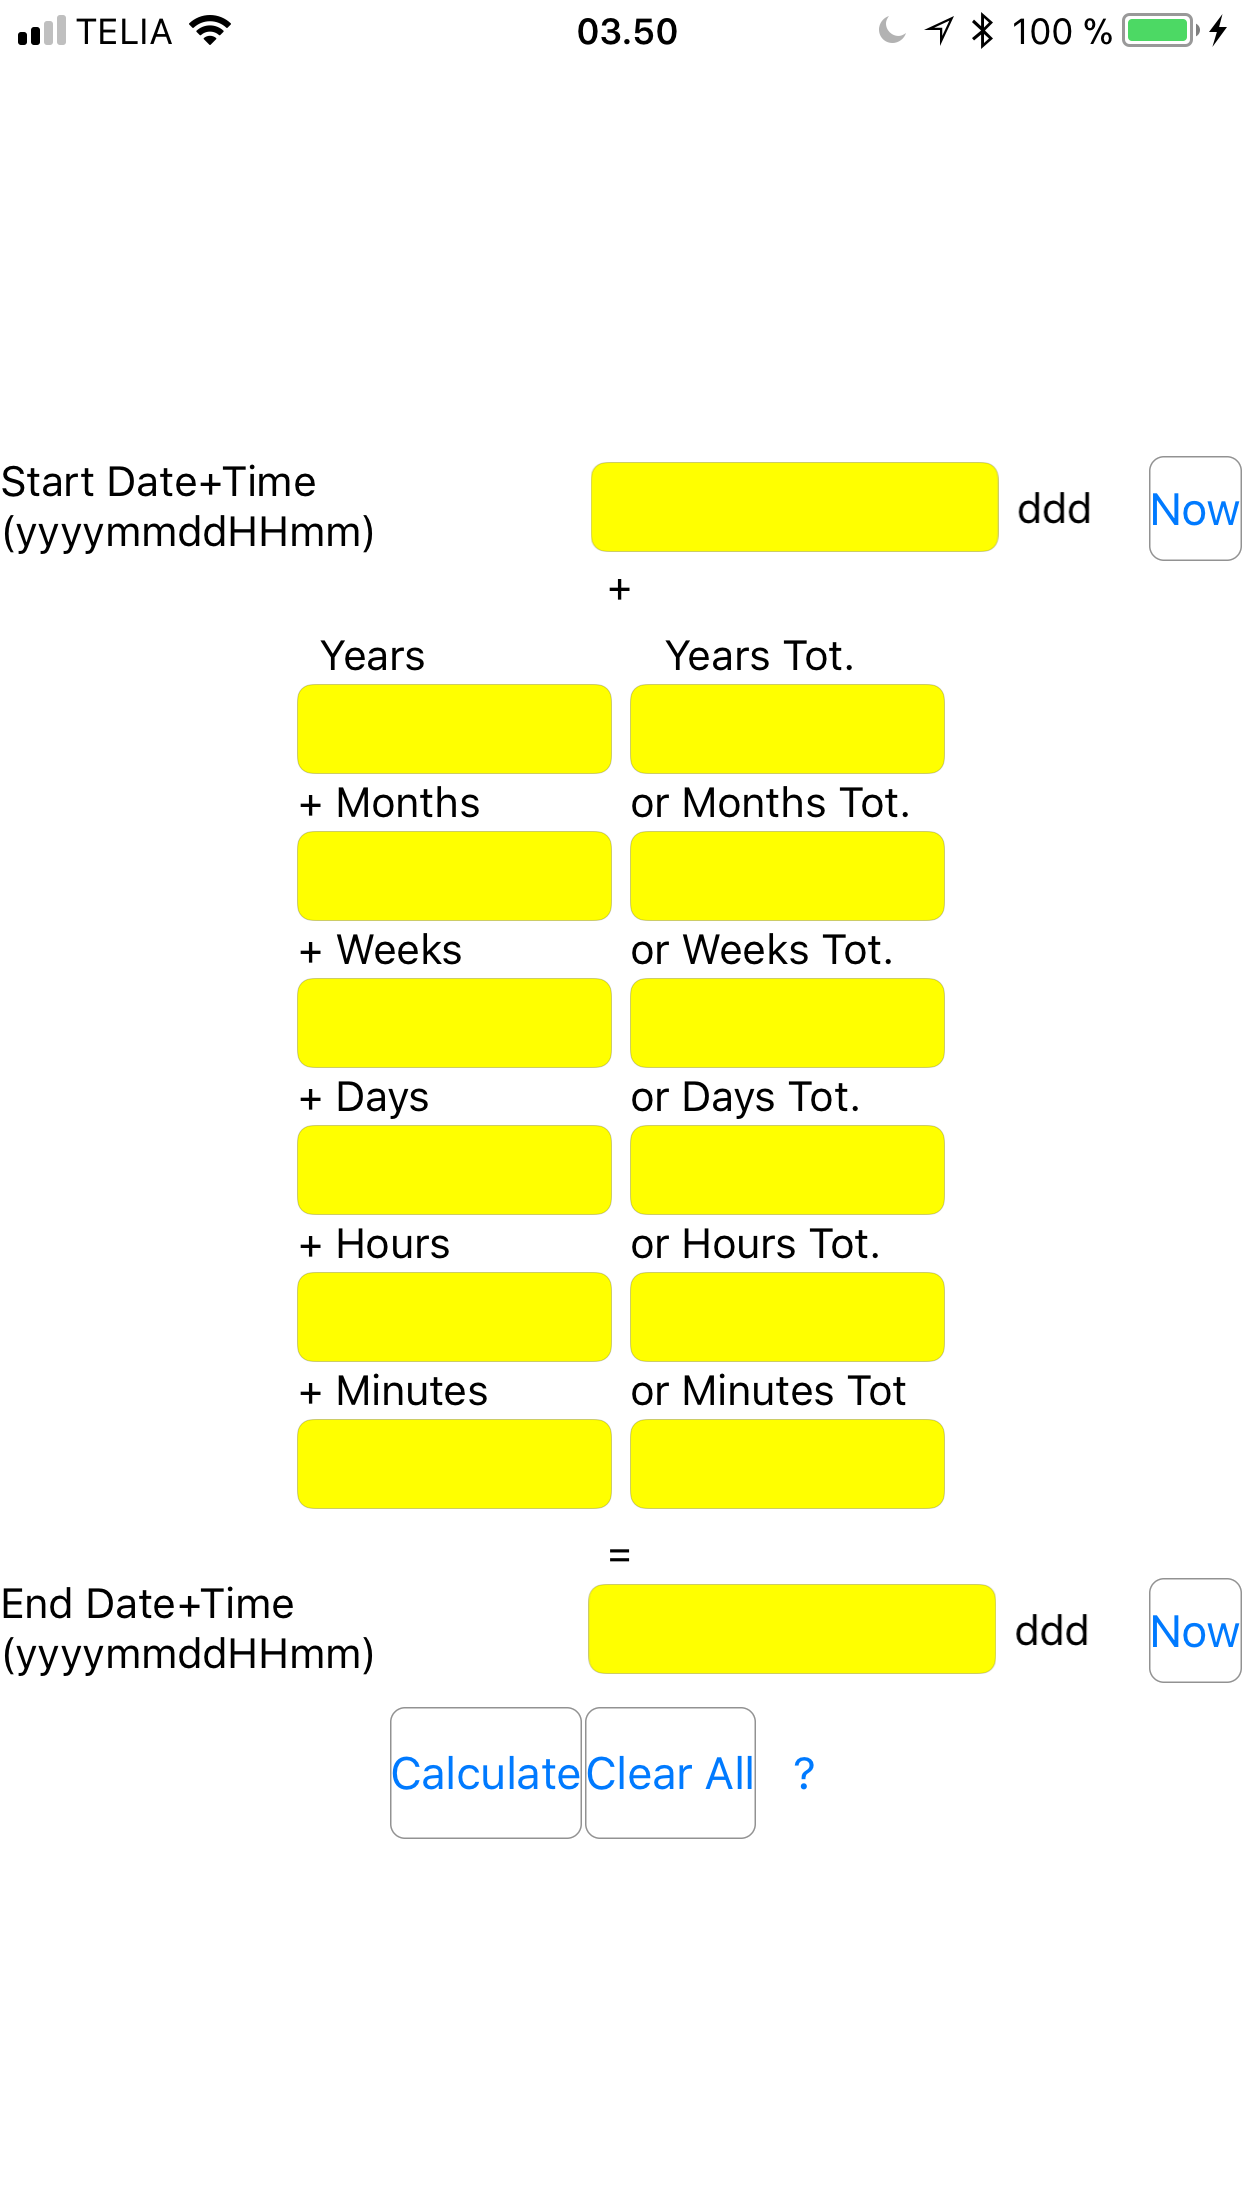 TELIA 03.50 100 %
Start Date+Time
(yyyymmddHHmm) ddd Now
+
Years Years Tot.
+ Months or Months Tot.
+ Weeks or Weeks Tot.
+ Days or Days Tot.
+ Hours or Hours Tot.
+ Minutes or Minutes Tot
=
End Date+Time
(yyyymmddHHmm) ddd Now
Calculate Clear All ?